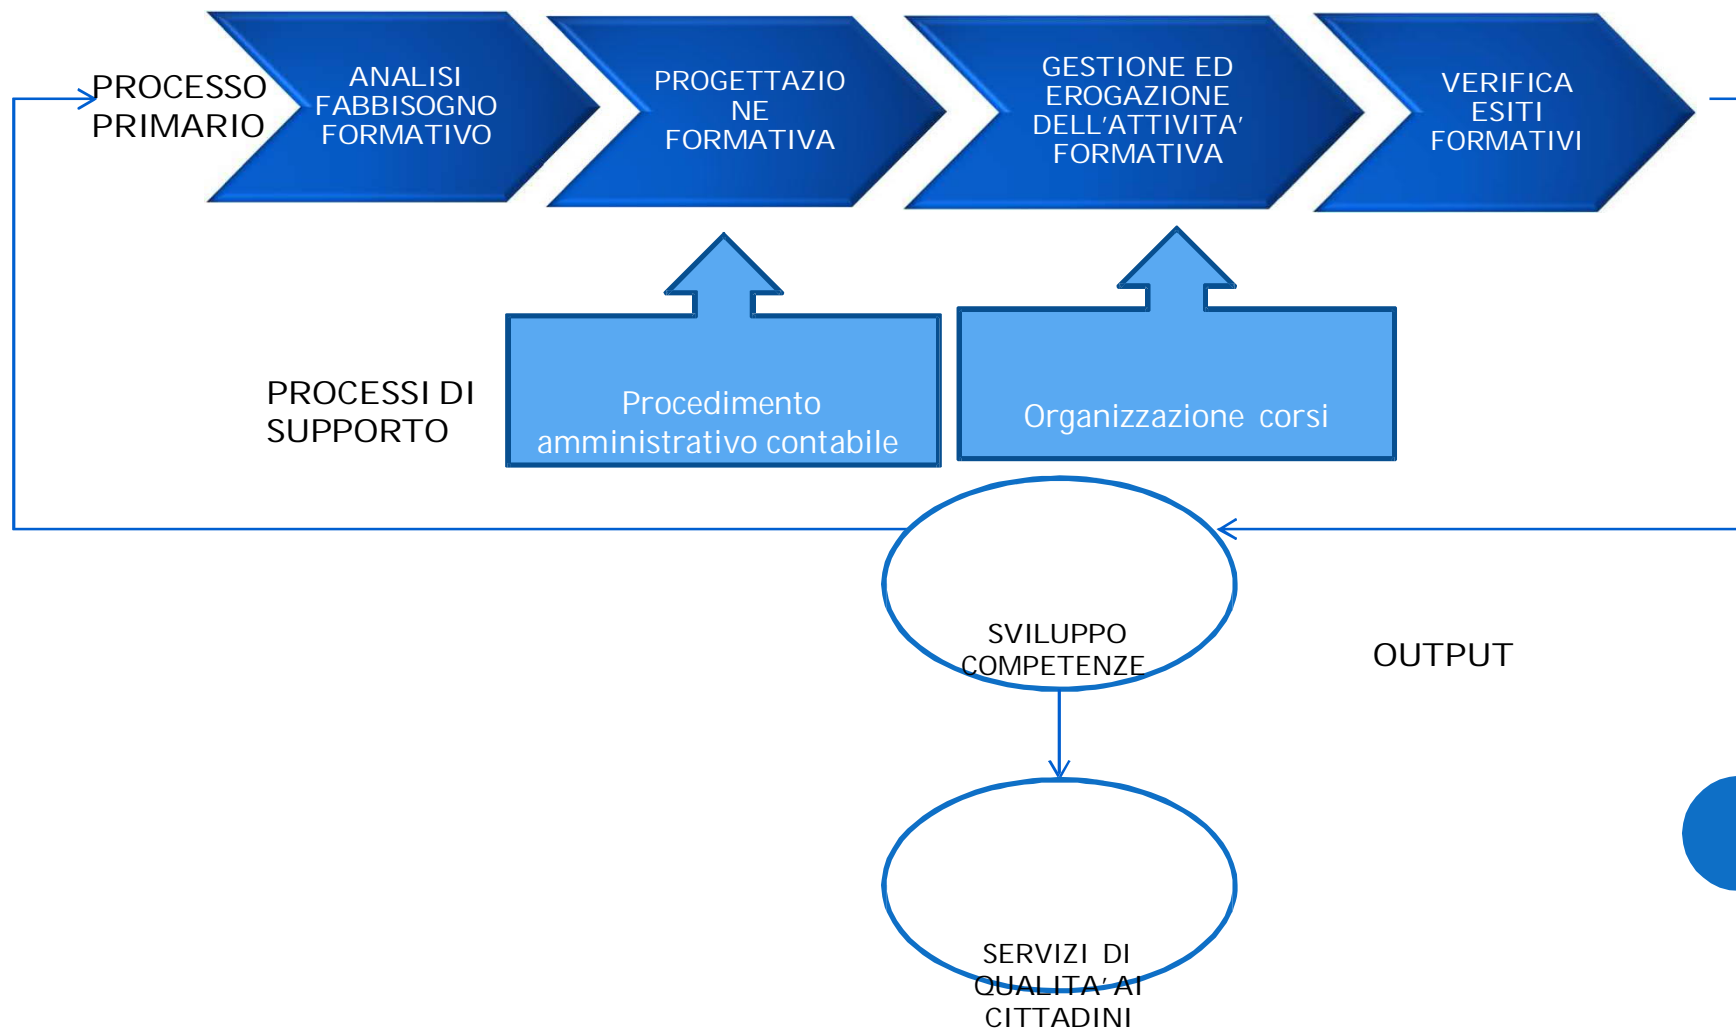 PROCESSO
PRIMARIO
ANALISI
FABBISOGNO
FORMATIVO
PROGETTAZIO
NE
FORMATIVA
GESTIONE ED
EROGAZIONE
DELL'ATTIVITA'
FORMATIVA
VERIFICA
ESITI
FORMATIVI
PROCESSI DI
SUPPORTO
Procedimento
amministrativo contabile
Organizzazione corsi
SVILUPPO
COMPETENZE
OUTPUT
SERVIZI DI
QUALITA' AI
CITTADINI